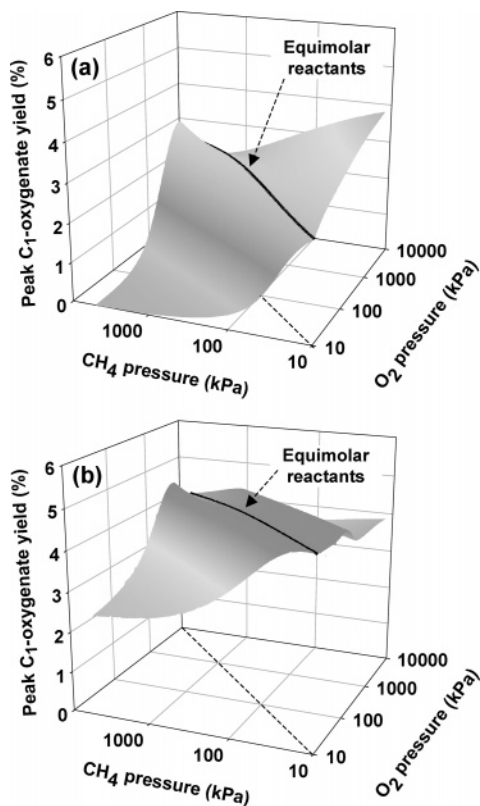 (a)
Equimolar
reactants
Peak C₁-oxygenate yield (%)
6
5
4
3
2
1
0
1000
100
10
CH₄ pressure (kPa)
10
100
1000
10000
O₂ pressure (kPa)
(b)
Equimolar
reactants
Peak C₁-oxygenate yield (%)
6
5
4
3
2
1
0
1000
100
10
CH₄ pressure (kPa)
10
100
1000
10000
O₂ pressure (kPa)